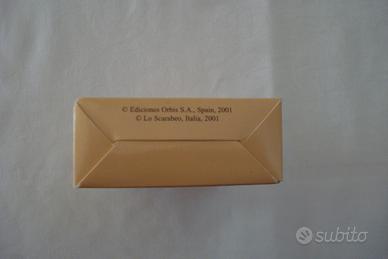 © Ediciones Orbis S.A., Spain, 2001
© Lo Scarabeo, Italia, 2001
subito